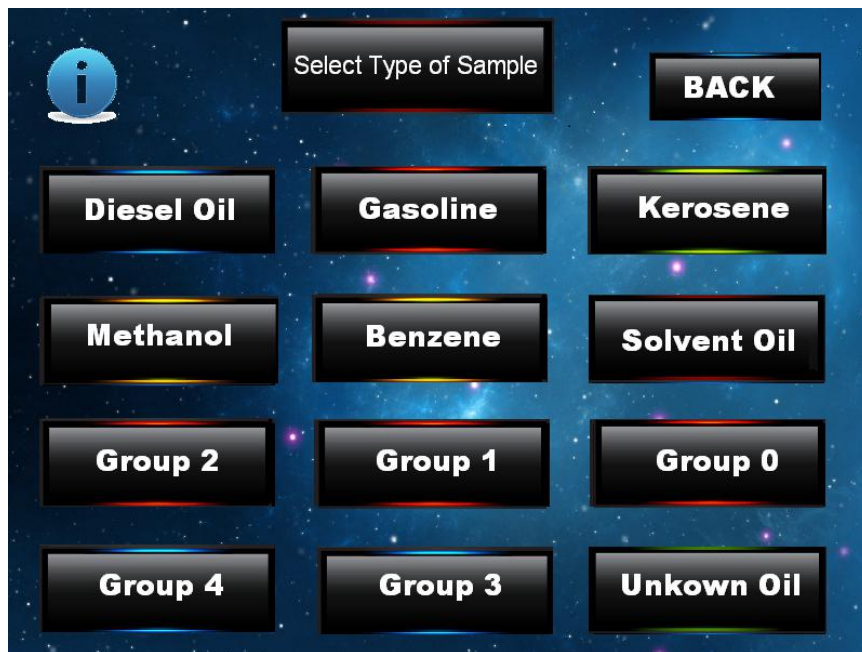 i
Select Type of Sample
BACK
Diesel Oil
Gasoline
Kerosene
Methanol
Benzene
Solvent Oil
Group 2
Group 1
Group 0
Group 4
Group 3
Unkown Oil